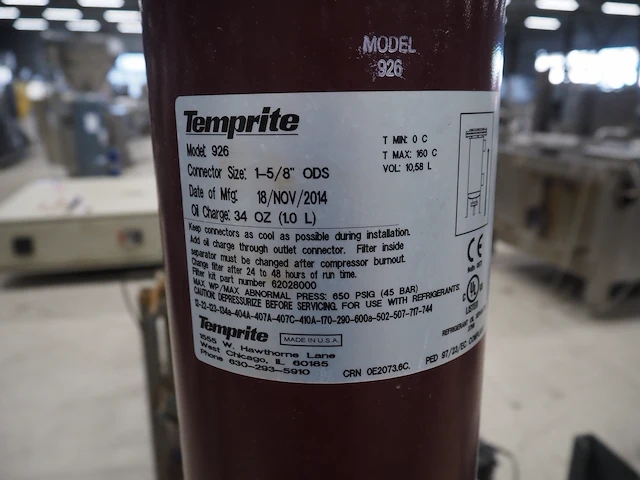 MODEL
926
Temprite
Model: 926
Connector Size: 1-5/8" ODS
Date of Mfg: 18/NOV/2014
Oil Charge: 34 OZ (1.0 L)
T MIN: 0 C
T MAX: 160 C
VOL: 10,58 L
Keep connectors as cool as possible during installation.
Add oil charge through outlet connector. Filter inside
separator must be changed after compressor burnout.
Change filter after 24 to 48 hours of run time.
Filter kit part number 62028000
MAX. WP/MAX. ABNORMAL PRESS: 650 PSIG (45 BAR)
CAUTION: DEPRESSURIZE BEFORE SERVICING. FOR USE WITH REFRIGERANTS
12-22-123-134a-404A-407A-407C-410A-170-290-600a-502-507-717-744
CE
UL
LISTED
Temprite
MADE IN U.S.A.
1555 W. Hawthorne Lane
West Chicago, IL 60185
Phone 630-293-5910
CRN 0E2073.6C.
PED 97/23/EC